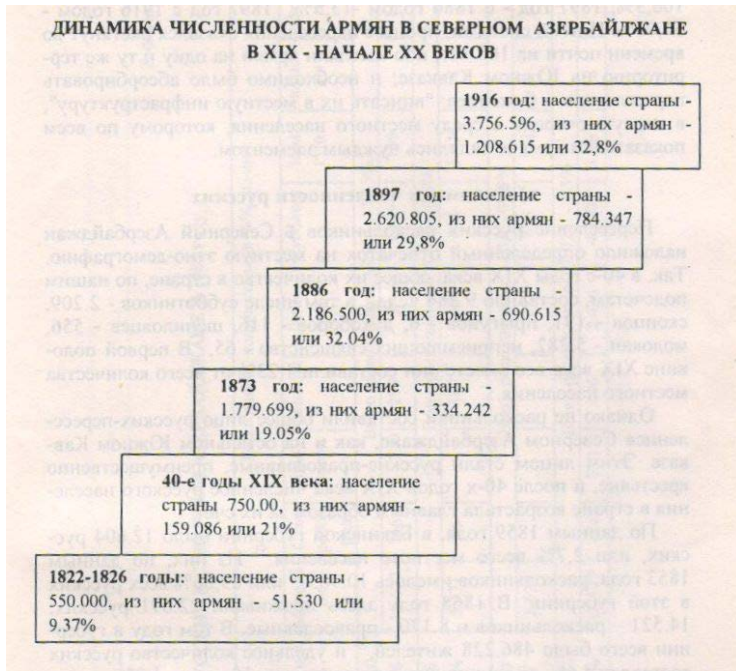 ДИНАМИКА ЧИСЛЕННОСТИ АРМЯН В СЕВЕРНОМ АЗЕРБАЙДЖАНЕ
В XIX - НАЧАЛЕ XX ВЕКОВ
1916 год: население страны -
3.756.596, из них армян -
1.208.615 или 32,8%
1897 год: население страны -
2.620.805, из них армян - 784.347
или 29,8%
1886 год: население страны -
2.186.500, из них армян - 690.615
или 32.04%
1873 год: население страны -
1.779.699, из них армян - 334.242
или 19.05%
40-е годы XIX века: население
страны 750.00, из них армян -
159.086 или 21%
1822-1826 годы: население страны -
550.000, из них армян - 51.530 или
9.37%